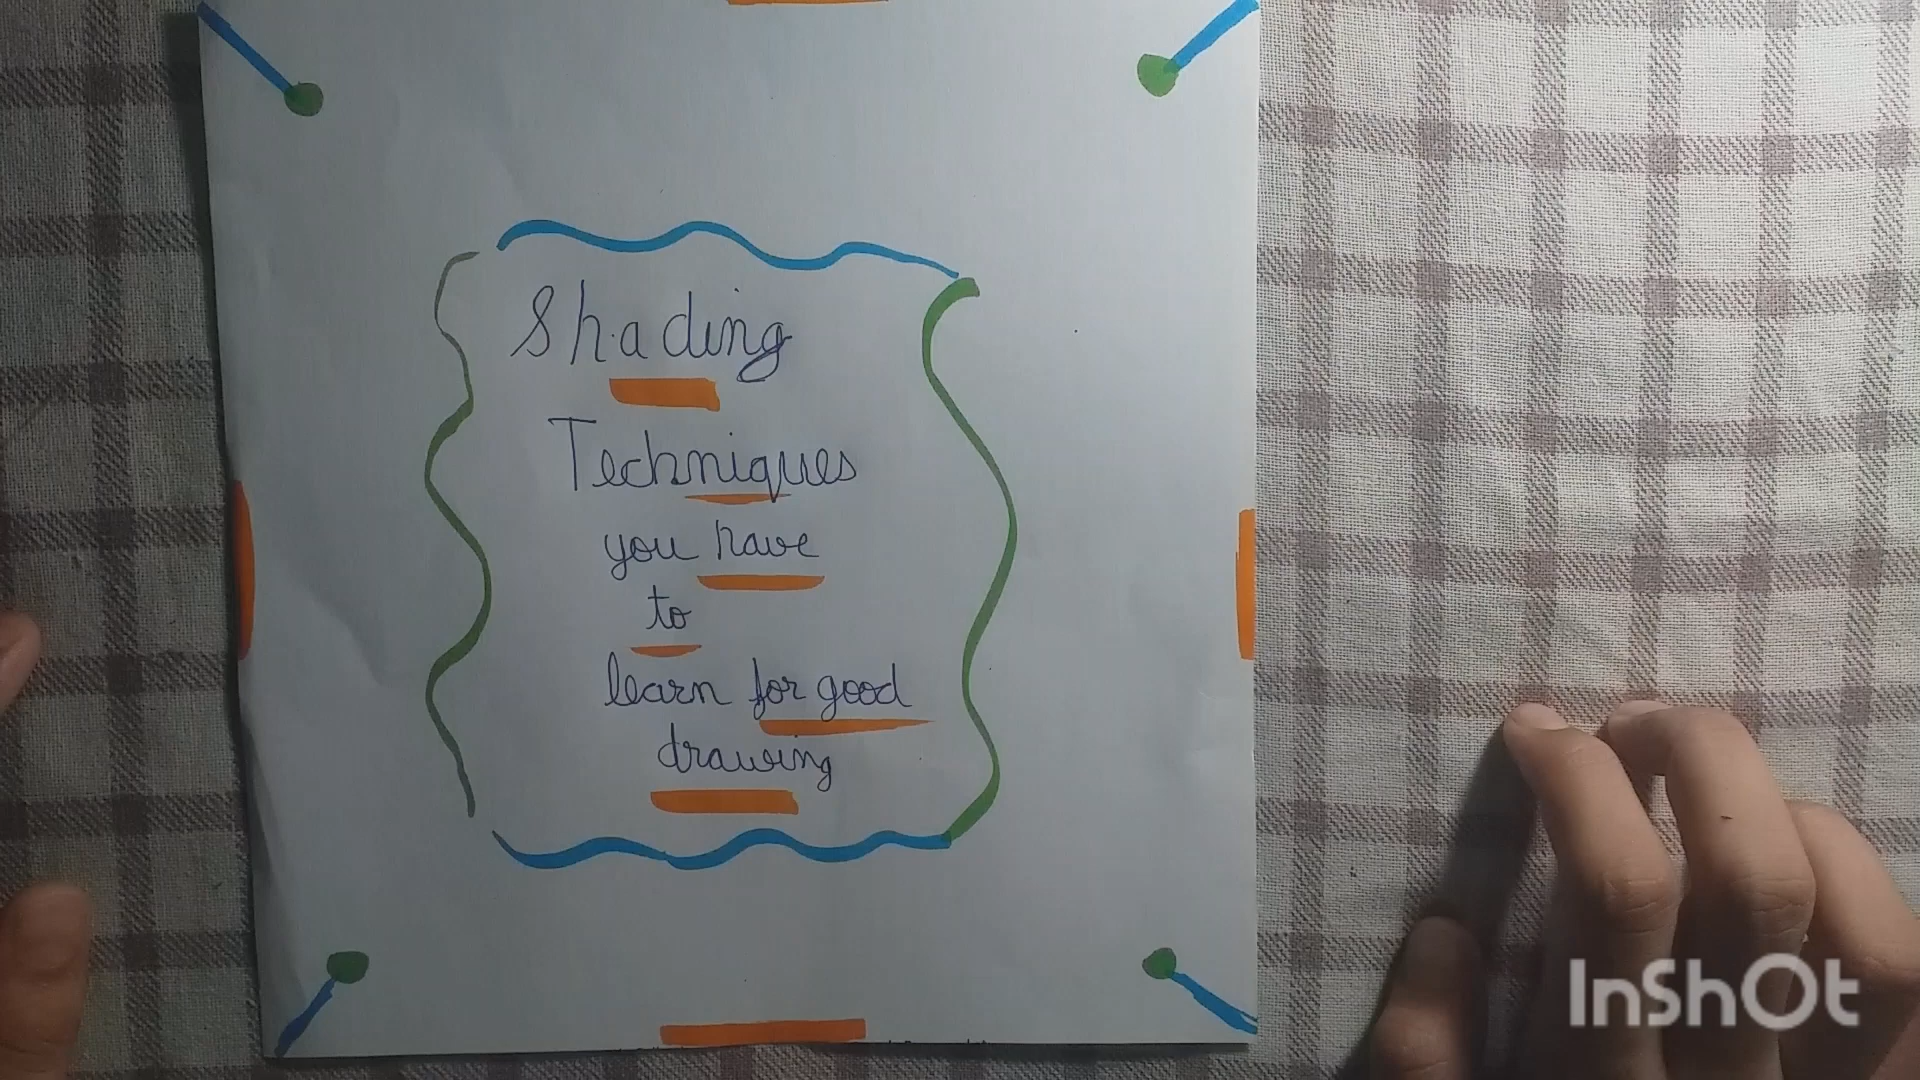 Shading
Techniques
you have
to
learn for good
drawing
InShOt